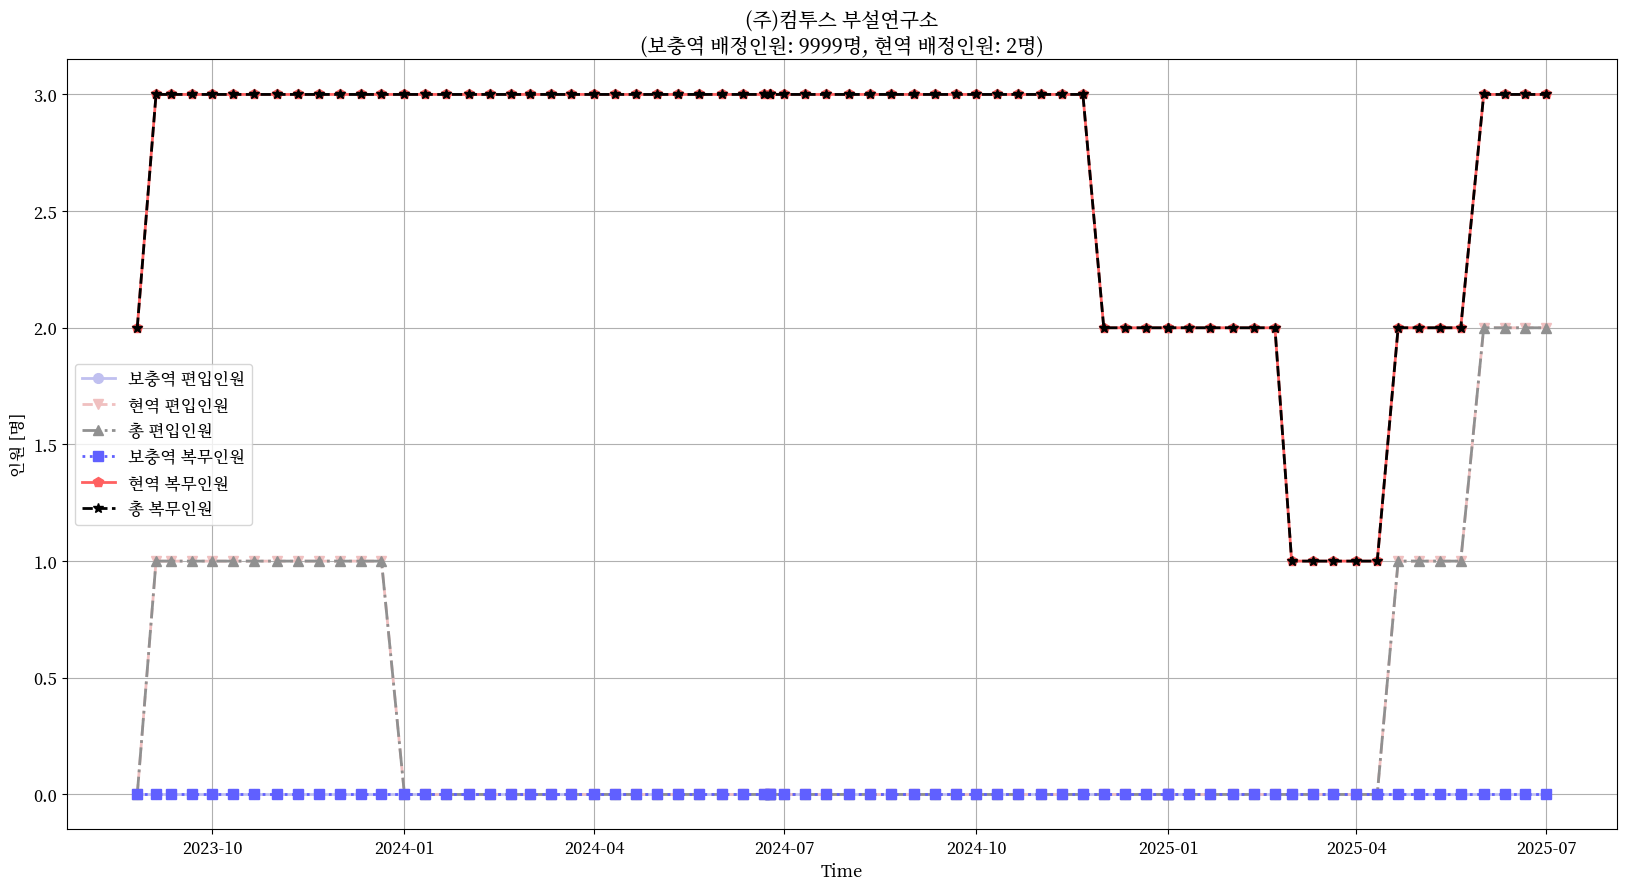 (주)컴투스 부설연구소
(보충역 배정인원: 9999명, 현역 배정인원: 2명)
인원 [명]
3.0
2.5
2.0
1.5
1.0
0.5
0.0
보충역 편입인원
현역 편입인원
총 편입인원
보충역 복무인원
현역 복무인원
총 복무인원
2023-10
2024-01
2024-04
2024-07
2024-10
2025-01
2025-04
2025-07
Time